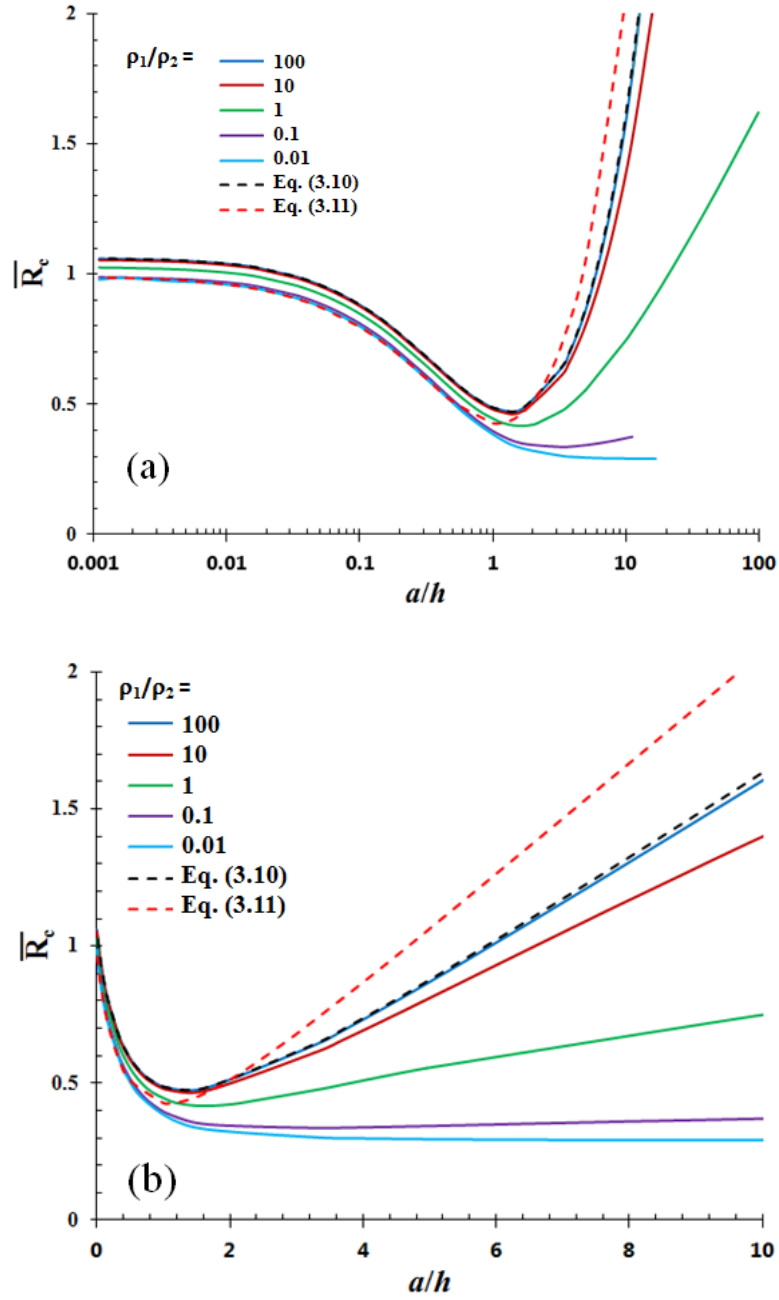 2
ρ₁/ρ₂ =
100
10
1
0.1
0.01
Eq. (3.10)
Eq. (3.11)
1.5
1
0.5
0
R̅c
(a)
0.001 0.01 0.1 1 10 100
a/h
2
ρ₁/ρ₂ =
100
10
1
0.1
0.01
Eq. (3.10)
Eq. (3.11)
1.5
1
0.5
0
R̅c
(b)
0 2 4 6 8 10
a/h